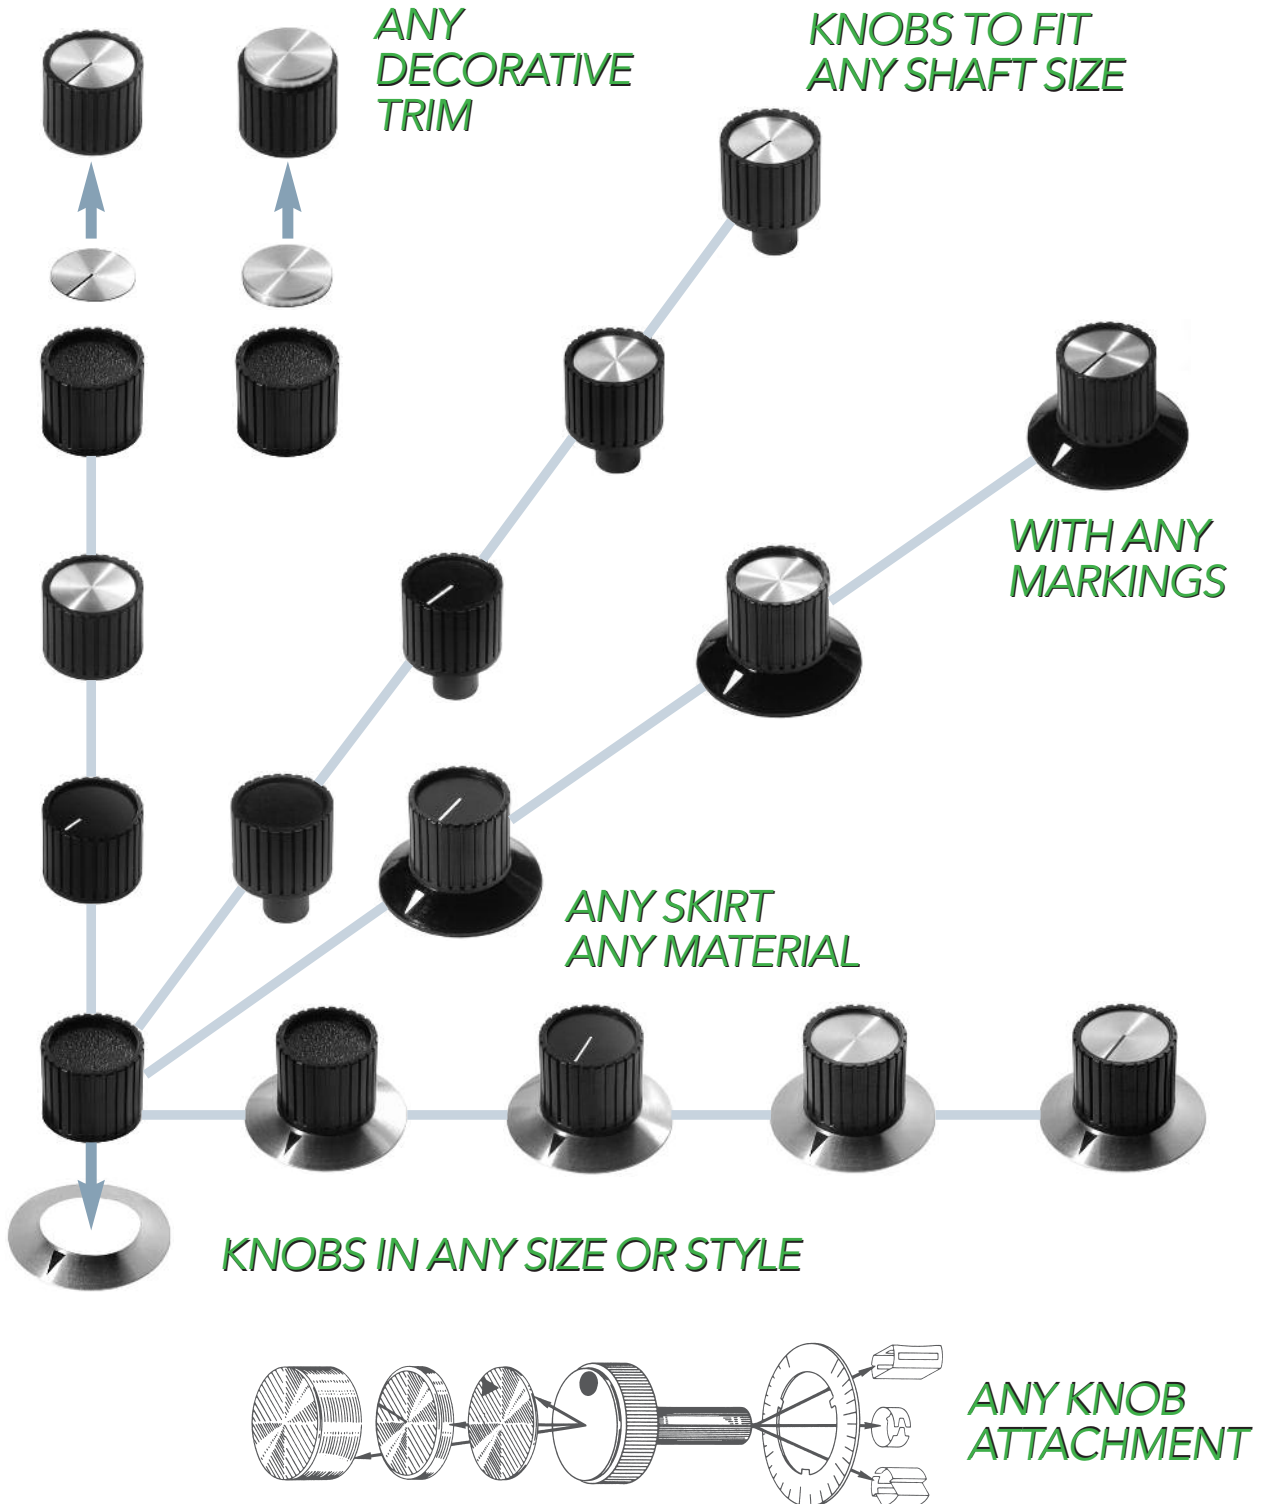 ANY
DECORATIVE
TRIM
KNOBS TO FIT
ANY SHAFT SIZE
WITH ANY
MARKINGS
ANY SKIRT
ANY MATERIAL
KNOBS IN ANY SIZE OR STYLE
ANY KNOB
ATTACHMENT